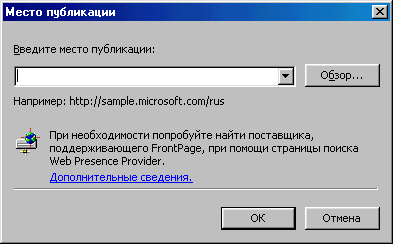 Место публикации
Введите место публикации:
Обзор...
Например: http://sample.microsoft.com/rus
При необходимости попробуйте найти поставщика,
поддерживающего FrontPage, при помощи страницы поиска
Web Presence Provider.
Дополнительные сведения.
OK
Отмена